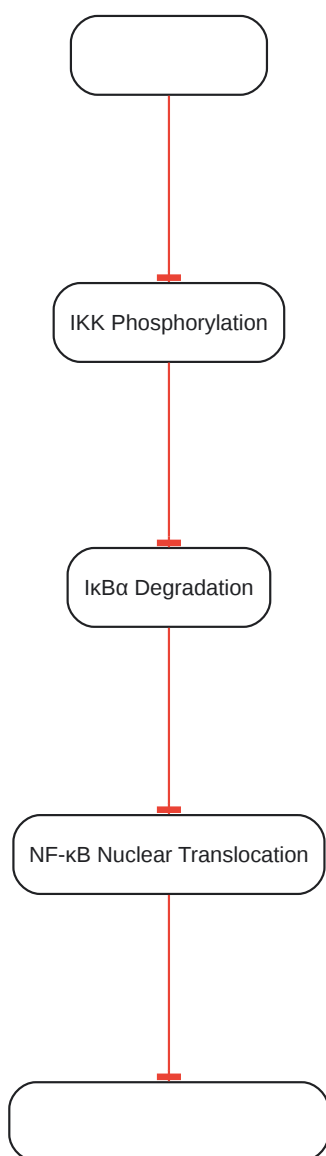 IKK Phosphorylation
IκBα Degradation
NF-κB Nuclear Translocation